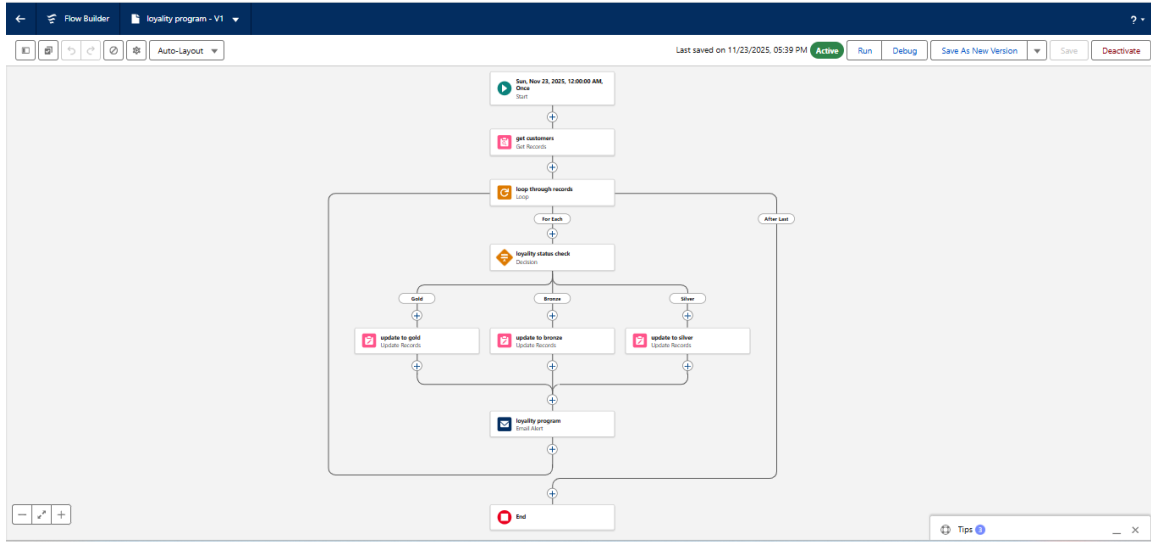 Flow Builder
loyality program - V1
? 
Auto-Layout
Last saved on 11/23/2025, 05:39 PM
Active
Run
Debug
Save As New Version
Save
Deactivate
Sun, Nov 23, 2025, 12:00:00 AM,
Once
Start
get customers
Get Records
loop through records
Loop
For Each
After Last
loyality status check
Decision
Gold
Bronze
Silver
update to gold
Update Records
update to bronze
Update Records
update to silver
Update Records
loyality program
Email Alert
End
Tips 3